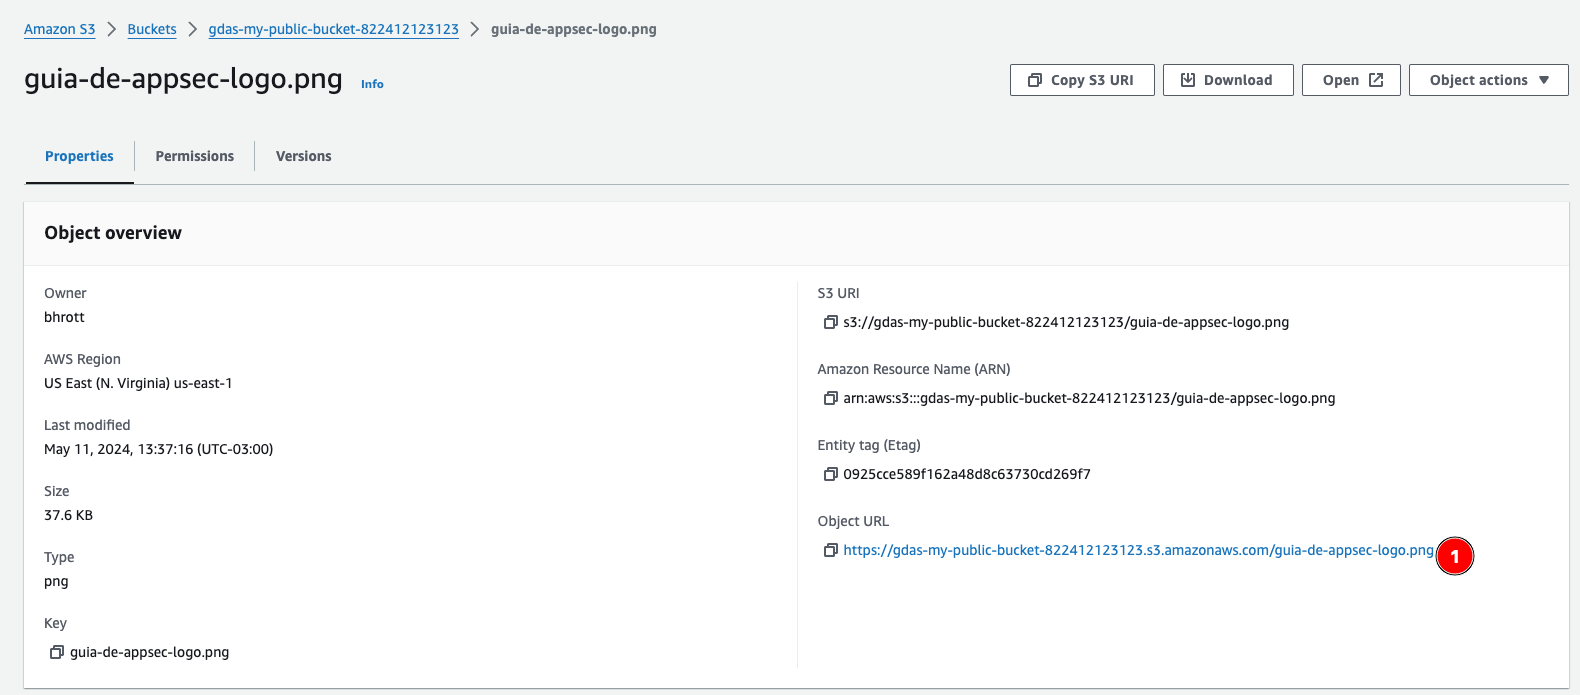 Amazon S3 > Buckets > gdas-my-public-bucket-822412123123 > guia-de-appsec-logo.png
guia-de-appsec-logo.png Info
Copy S3 URI Download Open Object actions
Properties Permissions Versions
Object overview
Owner
bhrott
AWS Region
US East (N. Virginia) us-east-1
Last modified
May 11, 2024, 13:37:16 (UTC-03:00)
Size
37.6 KB
Type
png
Key
guia-de-appsec-logo.png
S3 URI
s3://gdas-my-public-bucket-822412123123/guia-de-appsec-logo.png
Amazon Resource Name (ARN)
arn:aws:s3:::gdas-my-public-bucket-822412123123/guia-de-appsec-logo.png
Entity tag (Etag)
0925cce589f162a48d8c63730cd269f7
Object URL
https://gdas-my-public-bucket-822412123123.s3.amazonaws.com/guia-de-appsec-logo.png 1